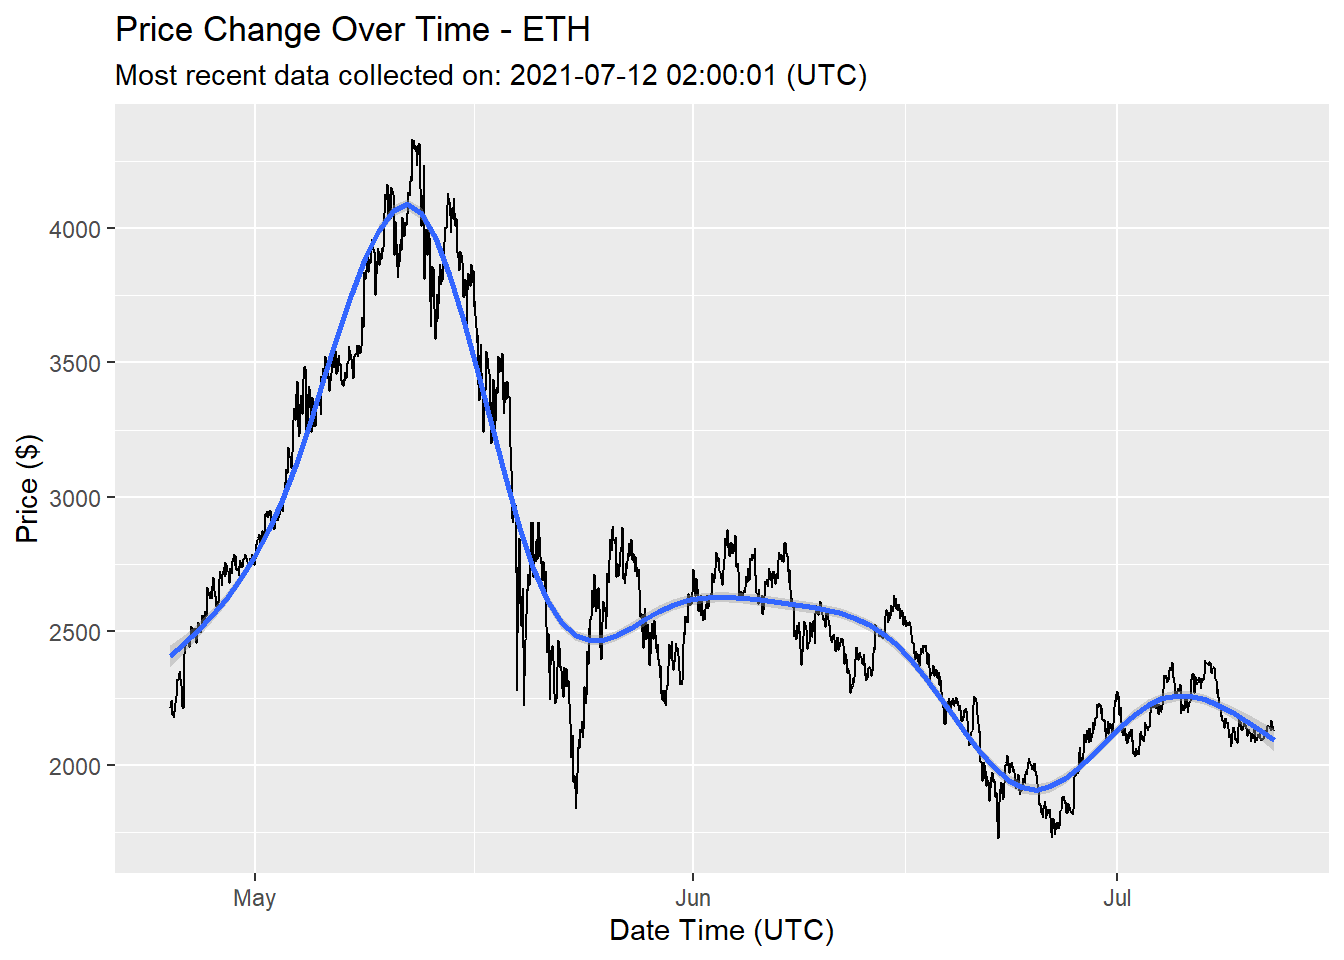 Price Change Over Time - ETH
Most recent data collected on: 2021-07-12 02:00:01 (UTC)
Price ($)
4000
3500
3000
2500
2000
May
Jun
Jul
Date Time (UTC)